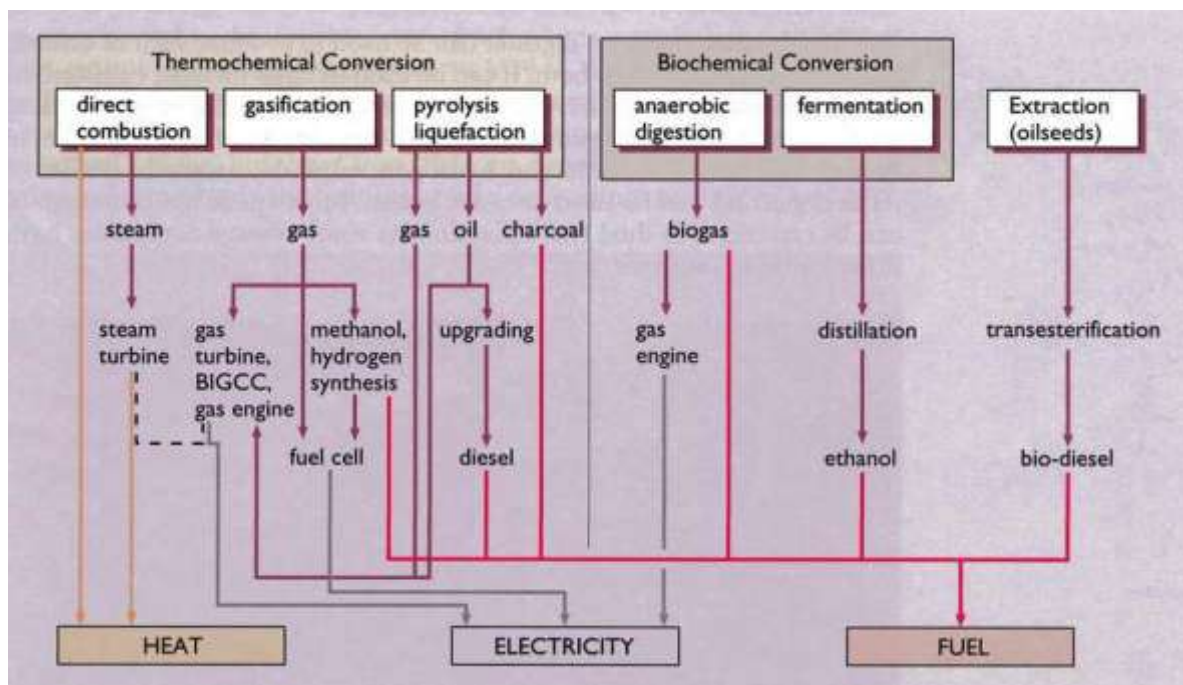 Thermochemical Conversion
Biochemical Conversion
direct
combustion
gasification
pyrolysis
liquefaction
anaerobic
digestion
fermentation
Extraction
(oilseeds)
steam
gas
gas
oil
charcoal
biogas
steam
turbine
gas
turbine,
BIGCC,
gas engine
methanol,
hydrogen
synthesis
upgrading
gas
engine
distillation
transesterification
fuel cell
diesel
ethanol
bio-diesel
HEAT
ELECTRICITY
FUEL